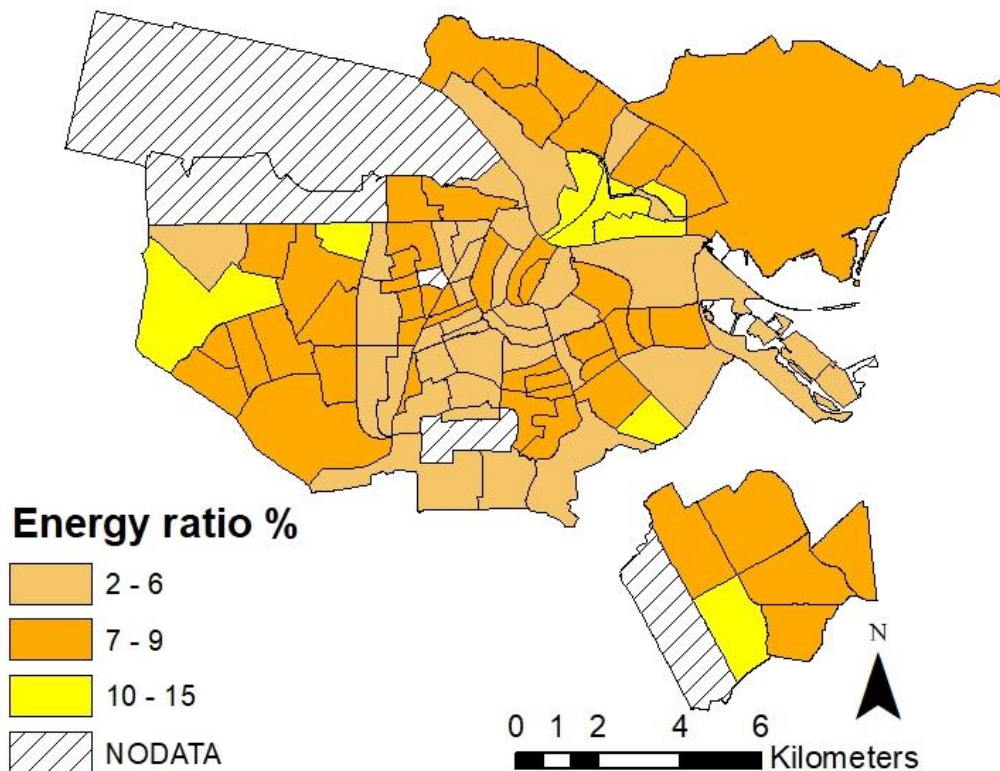 Energy ratio %
2 - 6
7 - 9
10 - 15
NODATA
N
0 1 2 4 6
Kilometers